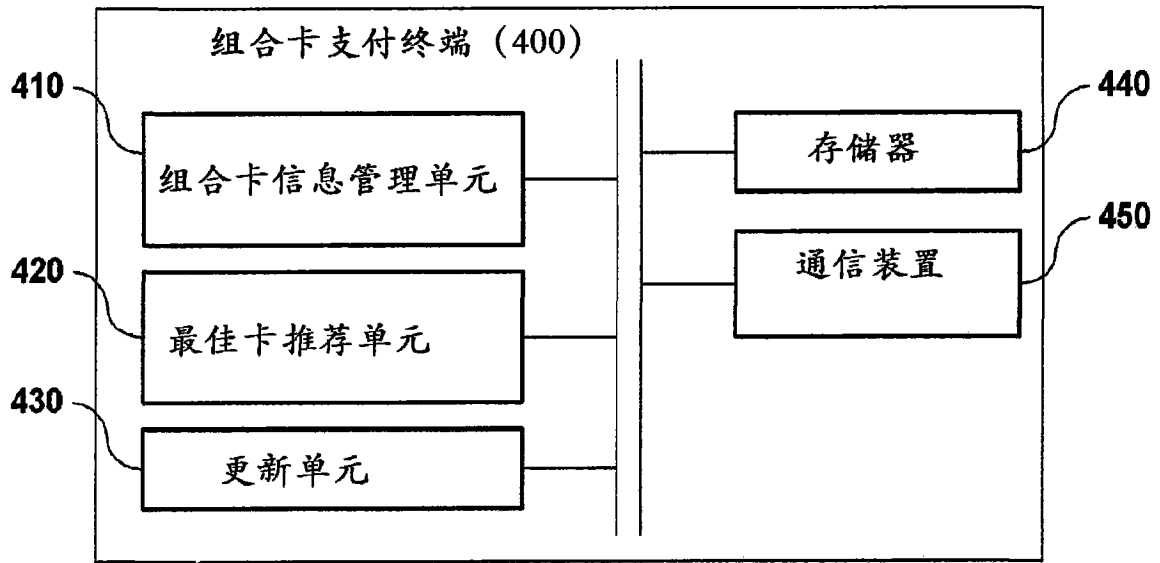 组合卡支付终端 (400)
410
组合卡信息管理单元
420
最佳卡推荐单元
430
更新单元
440
存储器
450
通信装置